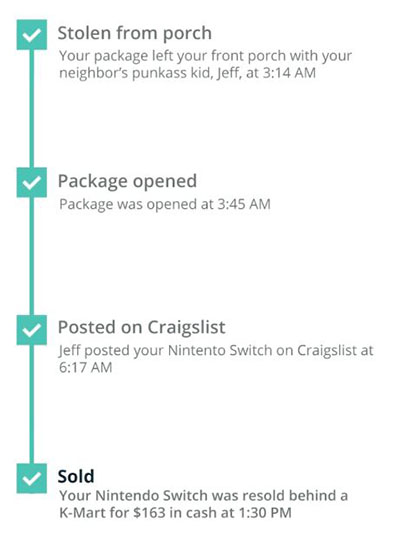 Stolen from porch
Your package left your front porch with your
neighbor's punkass kid, Jeff, at 3:14 AM
Package opened
Package was opened at 3:45 AM
Posted on Craigslist
Jeff posted your Nintento Switch on Craigslist at
6:17 AM
Sold
Your Nintendo Switch was resold behind a
K-Mart for $163 in cash at 1:30 PM